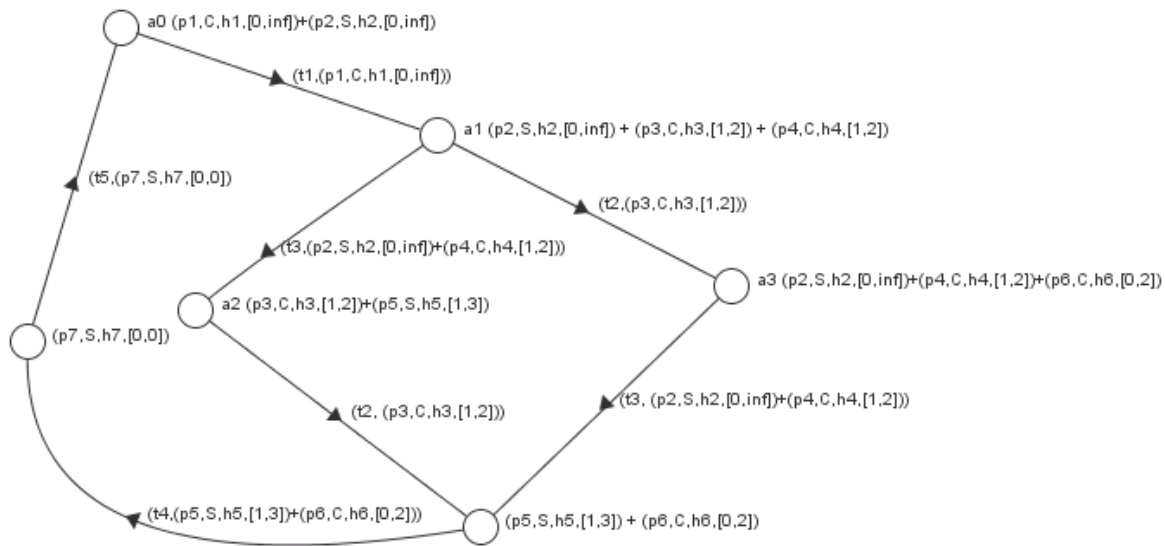 a0 (p1,C,h1,[0,inf])+(p2,S,h2,[0,inf])
(t1,(p1,C,h1,[0,inf]))
a1 (p2,S,h2,[0,inf]) + (p3,C,h3,[1,2]) + (p4,C,h4,[1,2])
(t5,(p7,S,h7,[0,0])
(t2,(p3,C,h3,[1,2]))
(t3,(p2,S,h2,[0,inf])+(p4,C,h4,[1,2]))
a3 (p2,S,h2,[0,inf])+(p4,C,h4,[1,2])+(p6,C,h6,[0,2])
a2 (p3,C,h3,[1,2])+(p5,S,h5,[1,3])
(p7,S,h7,[0,0])
(t3, (p2,S,h2,[0,inf])+(p4,C,h4,[1,2]))
(t2, (p3,C,h3,[1,2]))
(t4,(p5,S,h5,[1,3])+(p6,C,h6,[0,2]))
(p5,S,h5,[1,3]) + (p6,C,h6,[0,2])